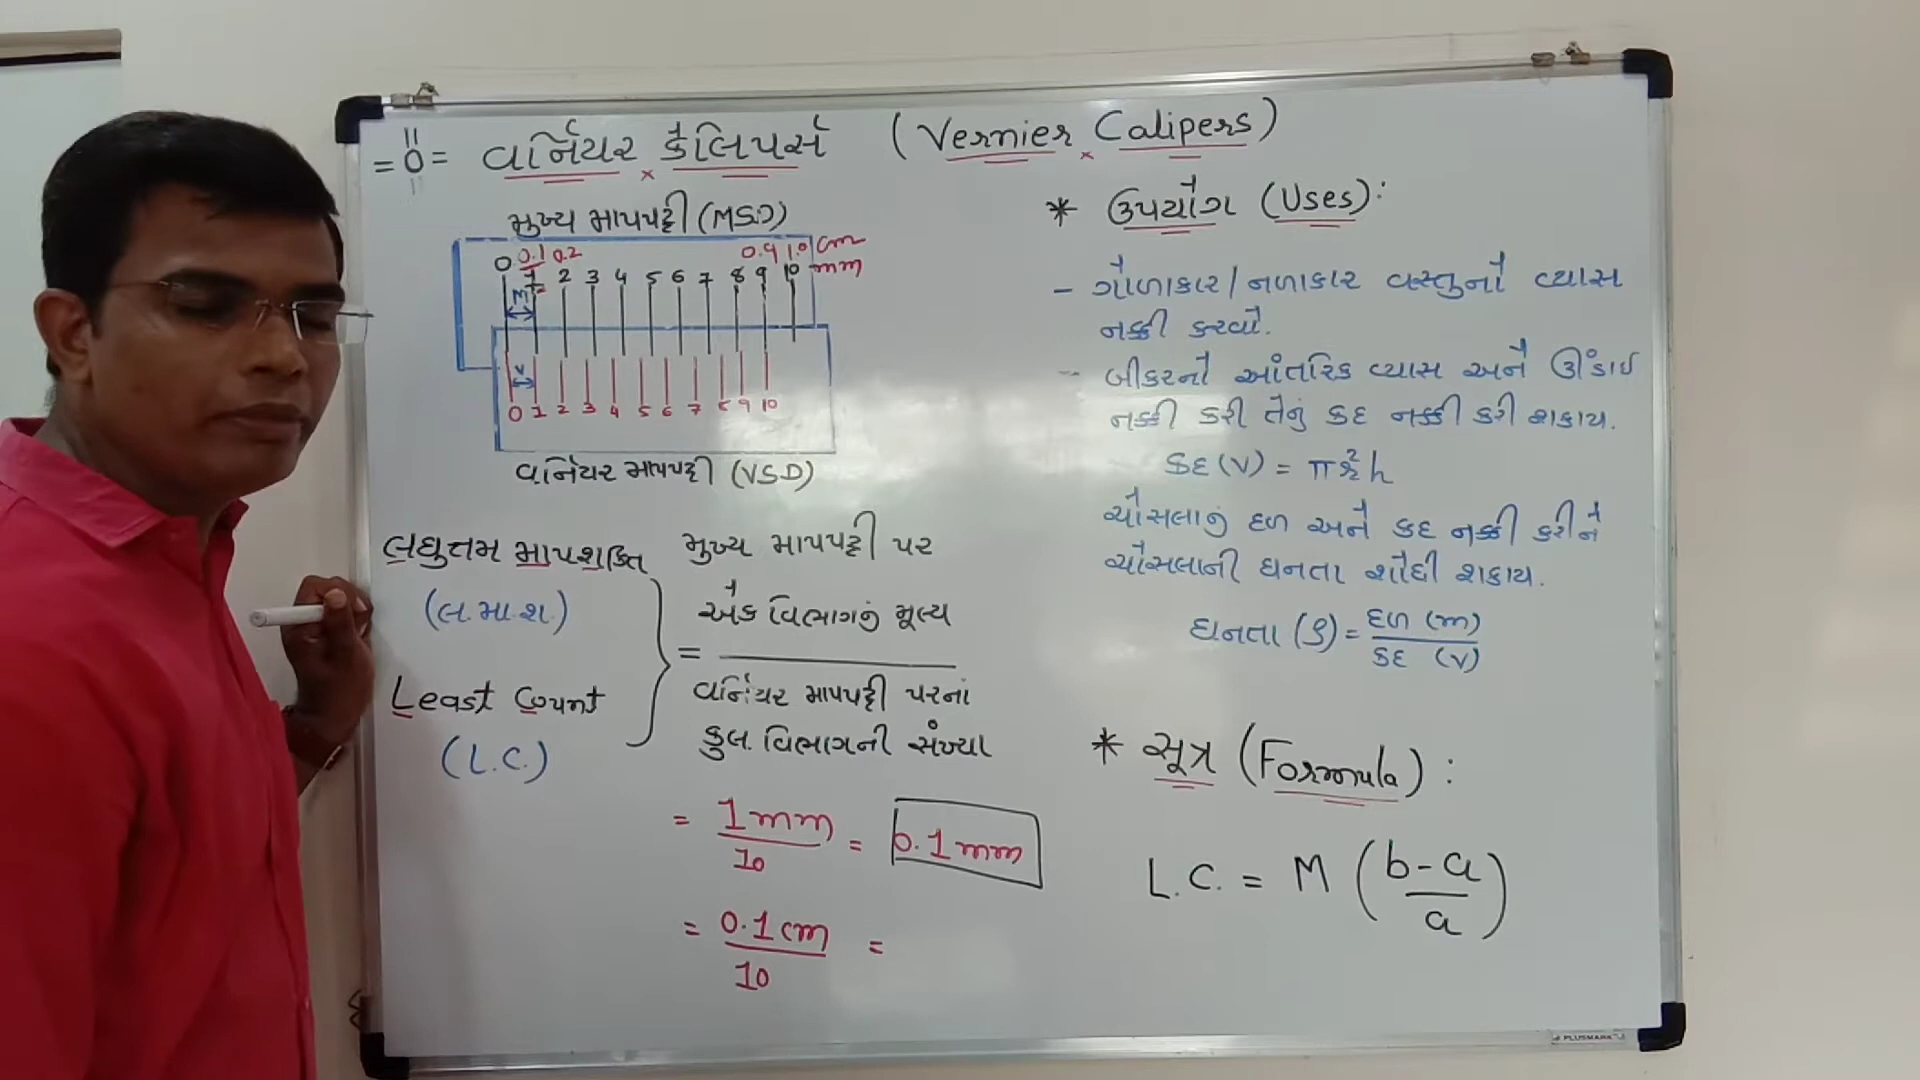 = 0 = વર્નિયર કેલિપર્સ (Vernier Calipers)
મુખ્ય માપપટ્ટી (MSD)
0.1 0.2 0.9 1.0 cm
0 1 2 3 4 5 6 7 8 9 10 mm
M
V
0 1 2 3 4 5 6 7 8 9 10
વર્નિયર માપપટ્ટી (VSD)
લઘુત્તમ માપશક્તિ
(લ.મા.શ.)
Least Count
(L.C.)
મુખ્ય માપપટ્ટી પર
એક વિભાગનું મૂલ્ય
=
વર્નિયર માપપટ્ટી પરનાં
કુલ વિભાગની સંખ્યા
= 1mm/10 = 0.1mm
= 0.1cm/10 =
* ઉપયોગ (Uses):
- ગોળાકાર/નળાકાર વસ્તુનો વ્યાસ
નક્કી કરવો.
- બીકરનો આંતરિક વ્યાસ અને ઊંડાઈ
નક્કી કરી તેનું કદ નક્કી કરી શકાય.
કદ (V) = πr²h
ચોસલાનું દળ અને કદ નક્કી કરીને
ચોસલાની ઘનતા શોધી શકાય.
ઘનતા (ρ) = દળ (m)/કદ (V)
* સૂત્ર (Formula):
L.C. = M (b-a/a)
PLUSMARK